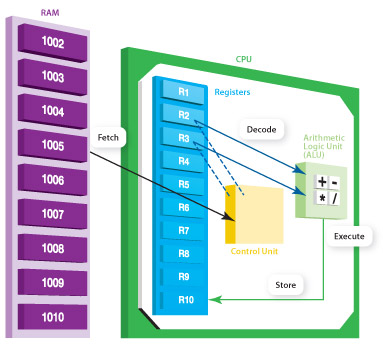 RAM
1002
1003
1004
1005
1006
1007
1008
1009
1010
Fetch
CPU
Registers
R1
R2
R3
R4
R5
R6
R7
R8
R9
R10
Decode
Control Unit
Arithmetic
Logic Unit
(ALU)
+ -
* /
Execute
Store